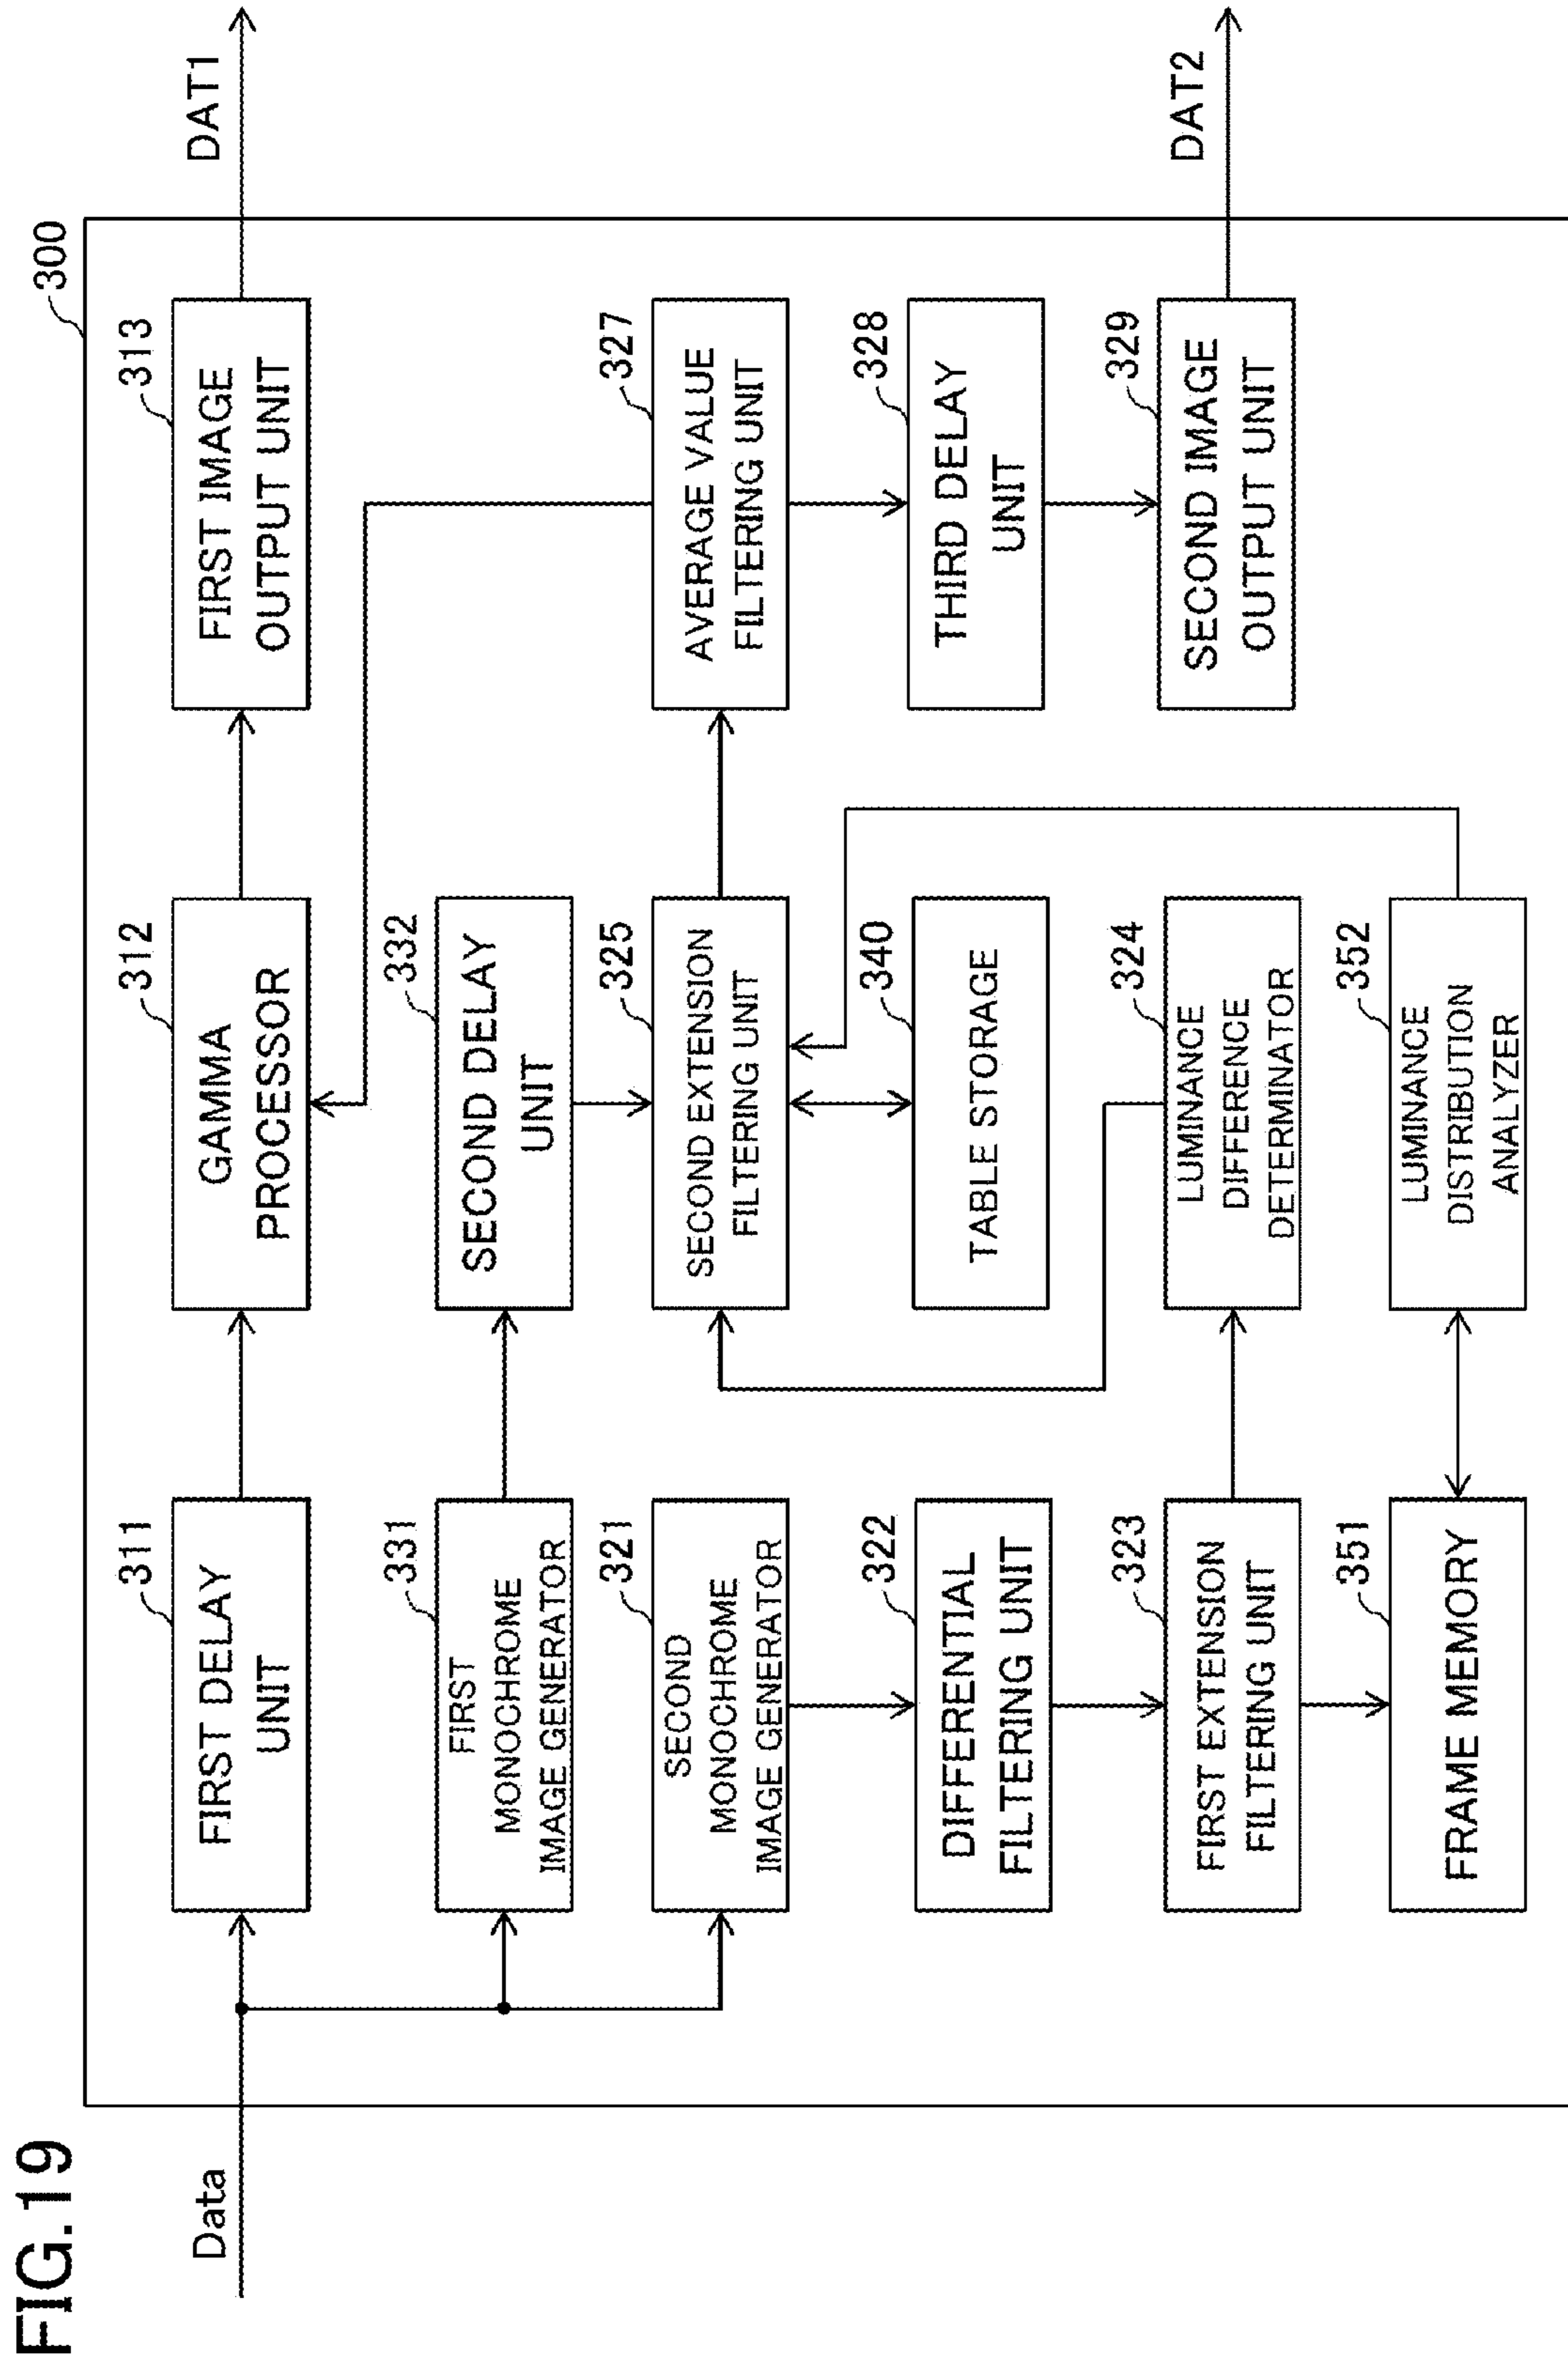 FIG.19
300
Data
311
FIRST DELAY
UNIT
312
GAMMA
PROCESSOR
313
FIRST IMAGE
OUTPUT UNIT
DAT1
331
FIRST
MONOCHROME
IMAGE GENERATOR
332
SECOND DELAY
UNIT
321
SECOND
MONOCHROME
IMAGE GENERATOR
325
SECOND EXTENSION
FILTERING UNIT
327
AVERAGE VALUE
FILTERING UNIT
322
DIFFERENTIAL
FILTERING UNIT
340
TABLE STORAGE
328
THIRD DELAY
UNIT
323
FIRST EXTENSION
FILTERING UNIT
324
LUMINANCE
DIFFERENCE
DETERMINATOR
329
SECOND IMAGE
OUTPUT UNIT
DAT2
351
FRAME MEMORY
352
LUMINANCE
DISTRIBUTION
ANALYZER